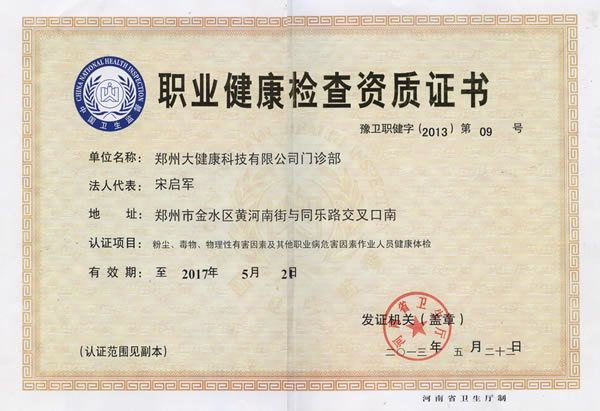 CHINA NATIONAL HEALTH INSPECTION
中国卫生监督
职业健康检查资质证书
豫卫职健字(2013)第 09 号
单位名称: 郑州大健康科技有限公司门诊部
法人代表: 宋启军
地 址: 郑州市金水区黄河南街与同乐路交叉口南
认证项目: 粉尘、毒物、物理性有害因素及其他职业病危害因素作业人员健康体检
有 效 期: 至 2017年 5月 2日
河南省卫生厅
发证机关(盖章)
(认证范围见副本)
二〇一三年 五 月二十二日
河南省卫生厅制